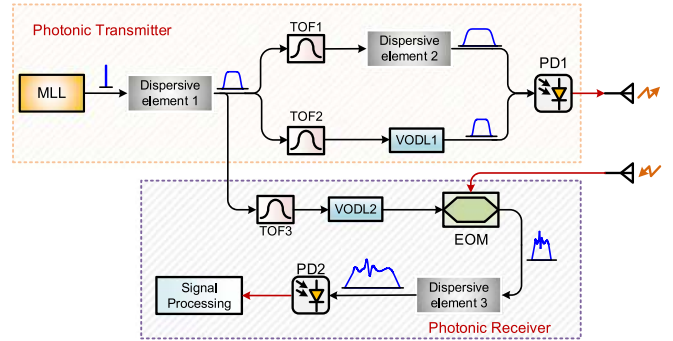 Photonic Transmitter
TOF1
Dispersive
element 2
PD1
MLL
Dispersive
element 1
TOF2
VODL1
TOF3
VODL2
EOM
PD2
Signal
Processing
Dispersive
element 3
Photonic Receiver